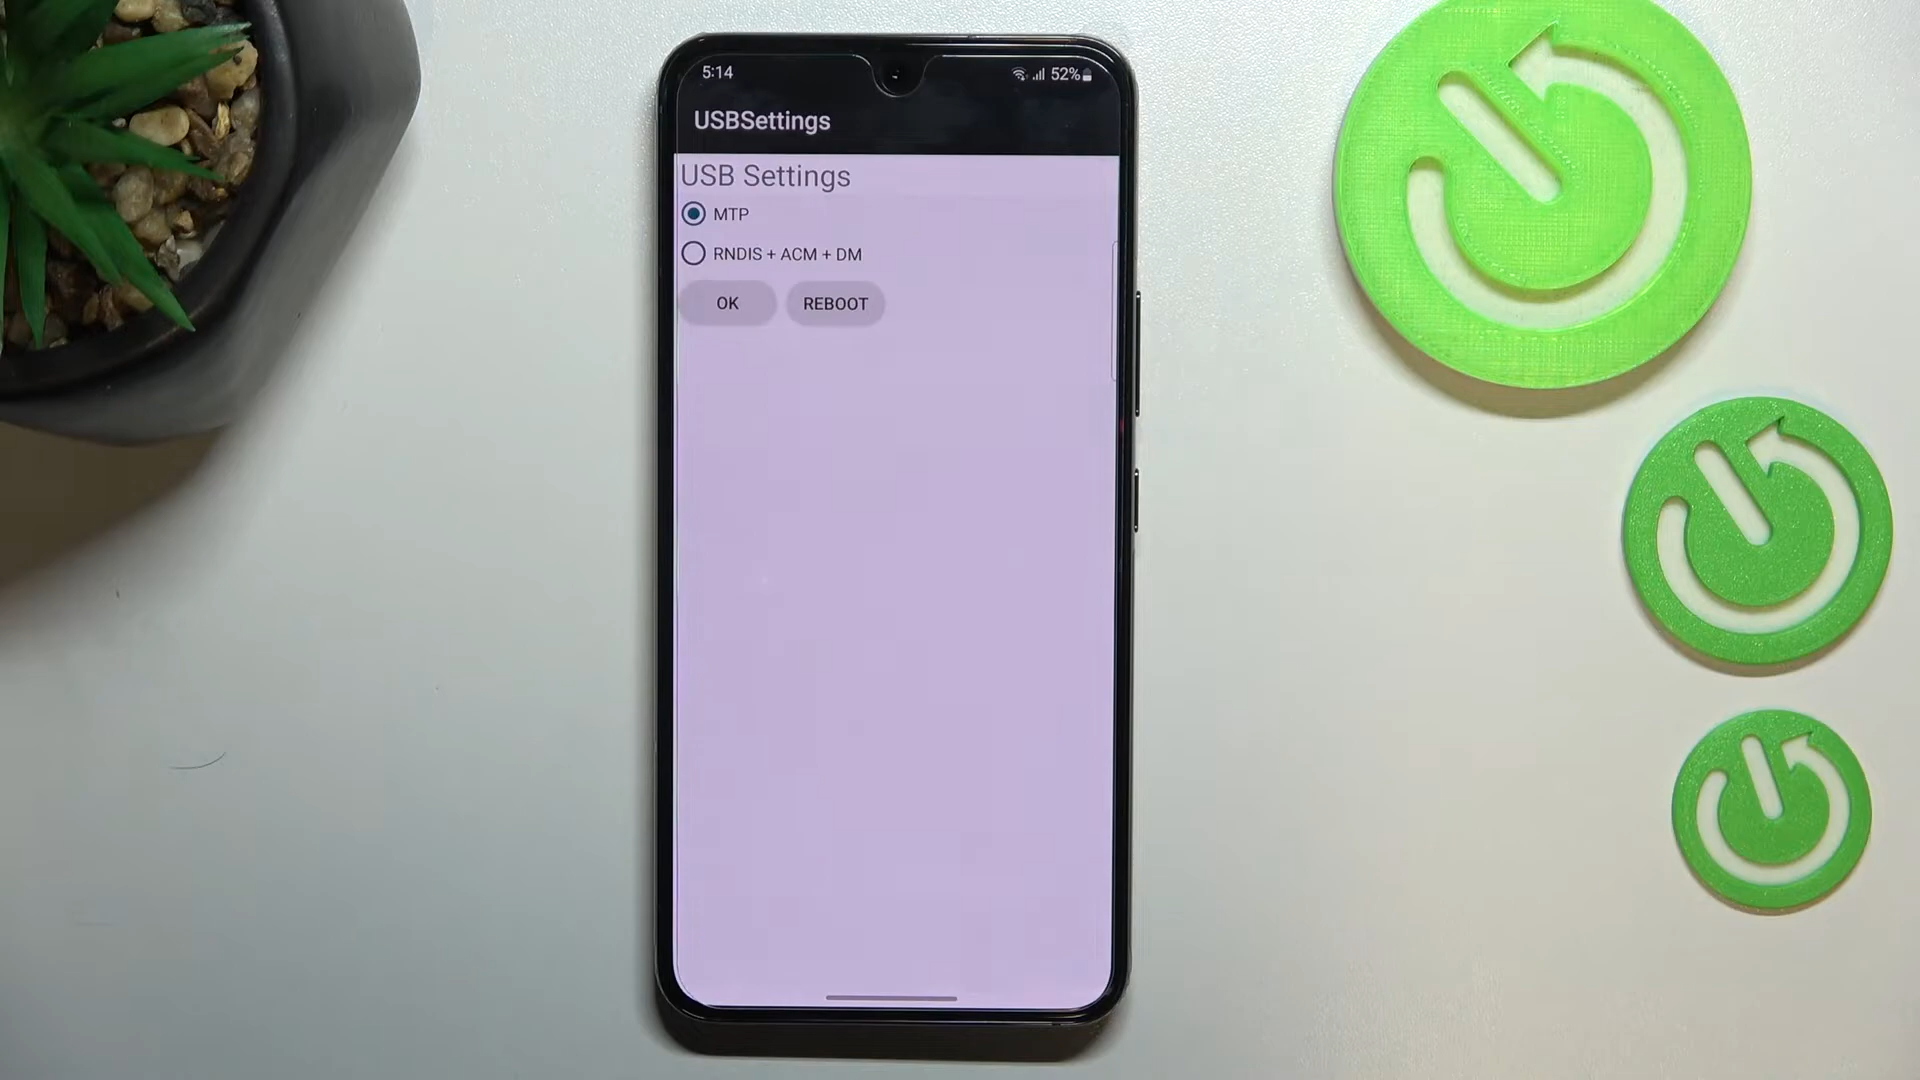 5:14 52%
USBSettings
USB Settings
MTP
RNDIS + ACM + DM
OK REBOOT